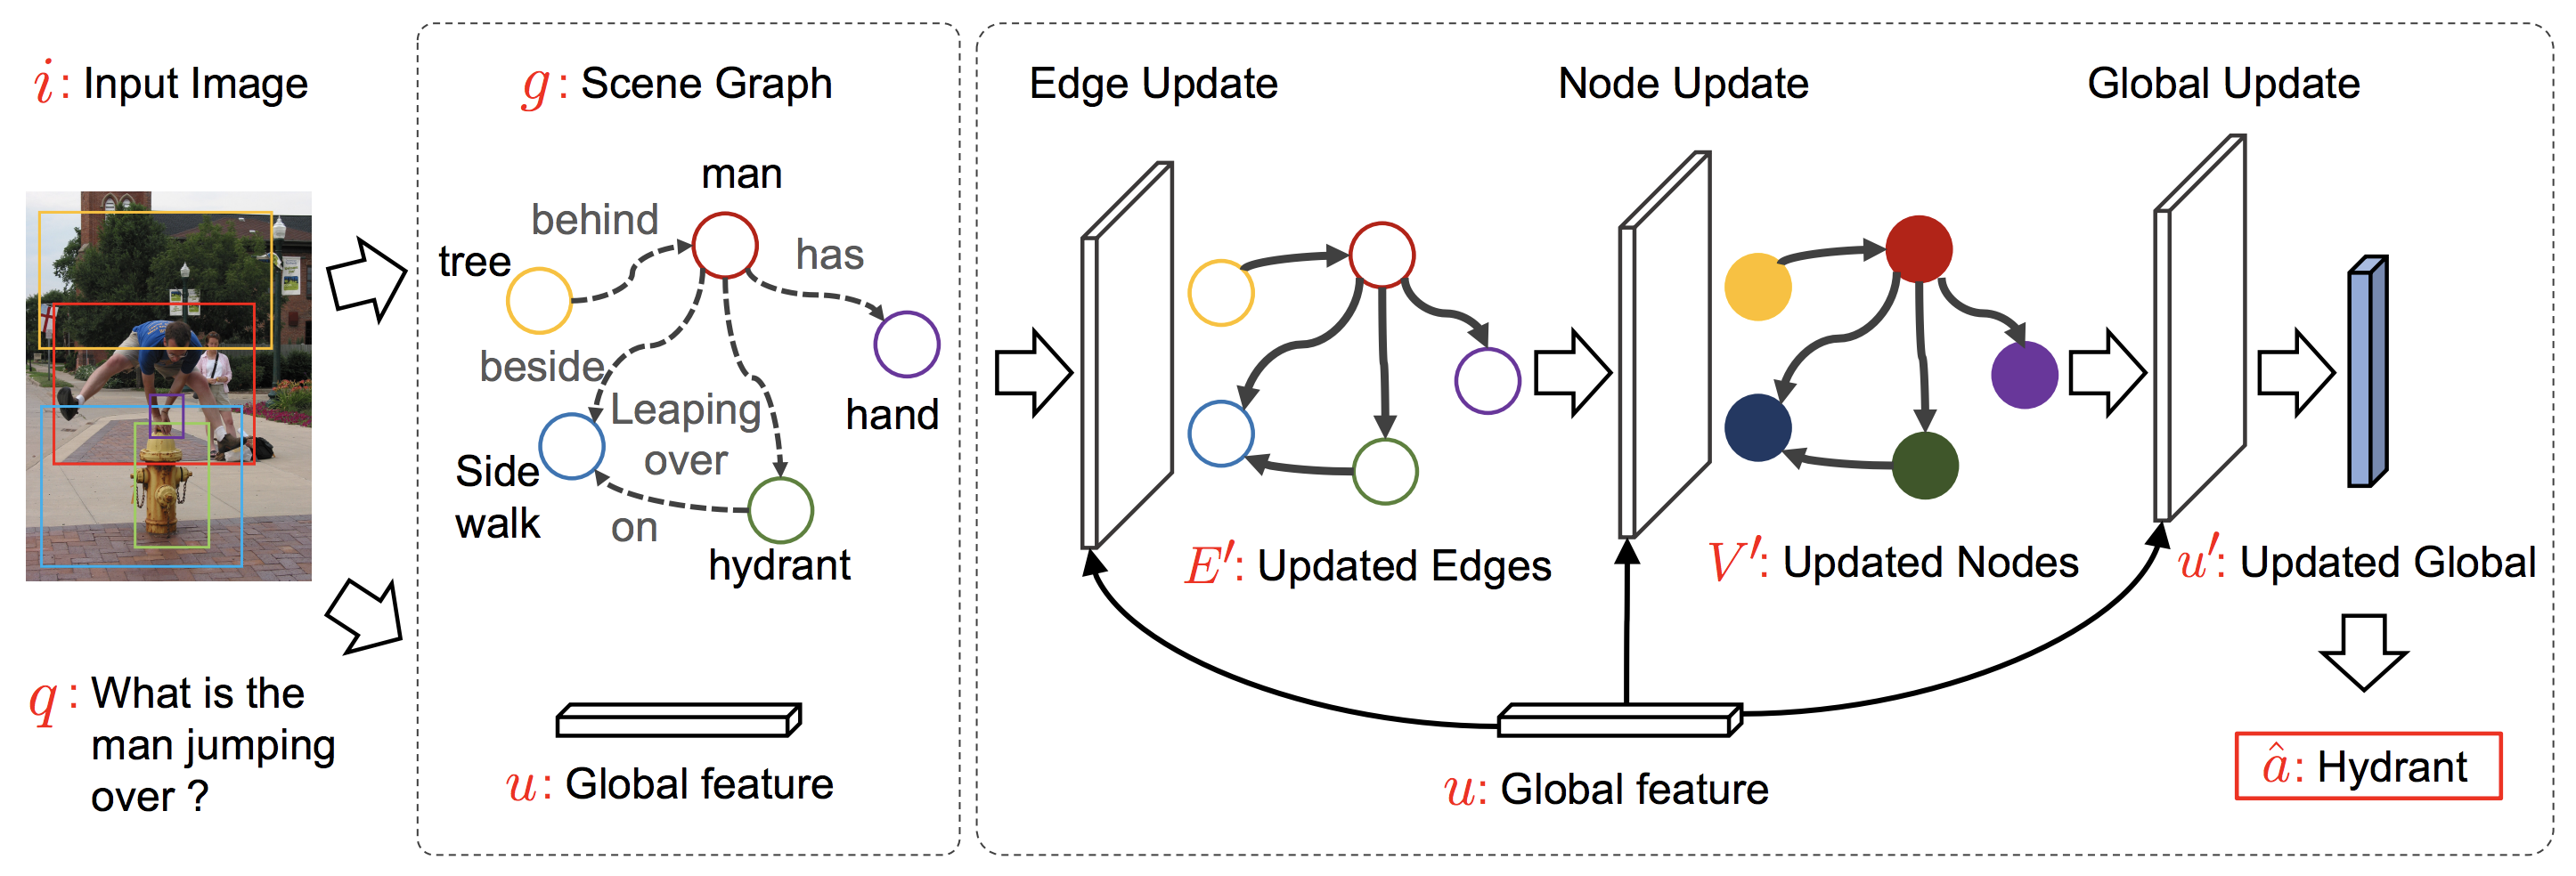 i: Input Image
q: What is the
man jumping
over ?
g: Scene Graph
man
behind
tree
has
beside
hand
Leaping
over
Side
walk
on
hydrant
u: Global feature
Edge Update
Node Update
Global Update
E′: Updated Edges
V′: Updated Nodes
u′: Updated Global
u: Global feature
â: Hydrant